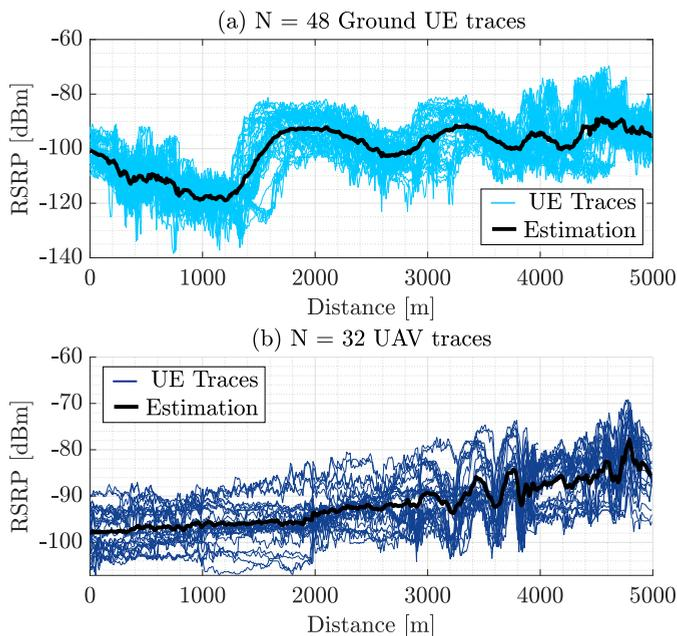 (a) N = 48 Ground UE traces
-60
-80
-100
-120
-140
RSRP [dBm]
UE Traces
Estimation
0 1000 2000 3000 4000 5000
Distance [m]
(b) N = 32 UAV traces
-60
-70
-80
-90
-100
RSRP [dBm]
UE Traces
Estimation
0 1000 2000 3000 4000 5000
Distance [m]